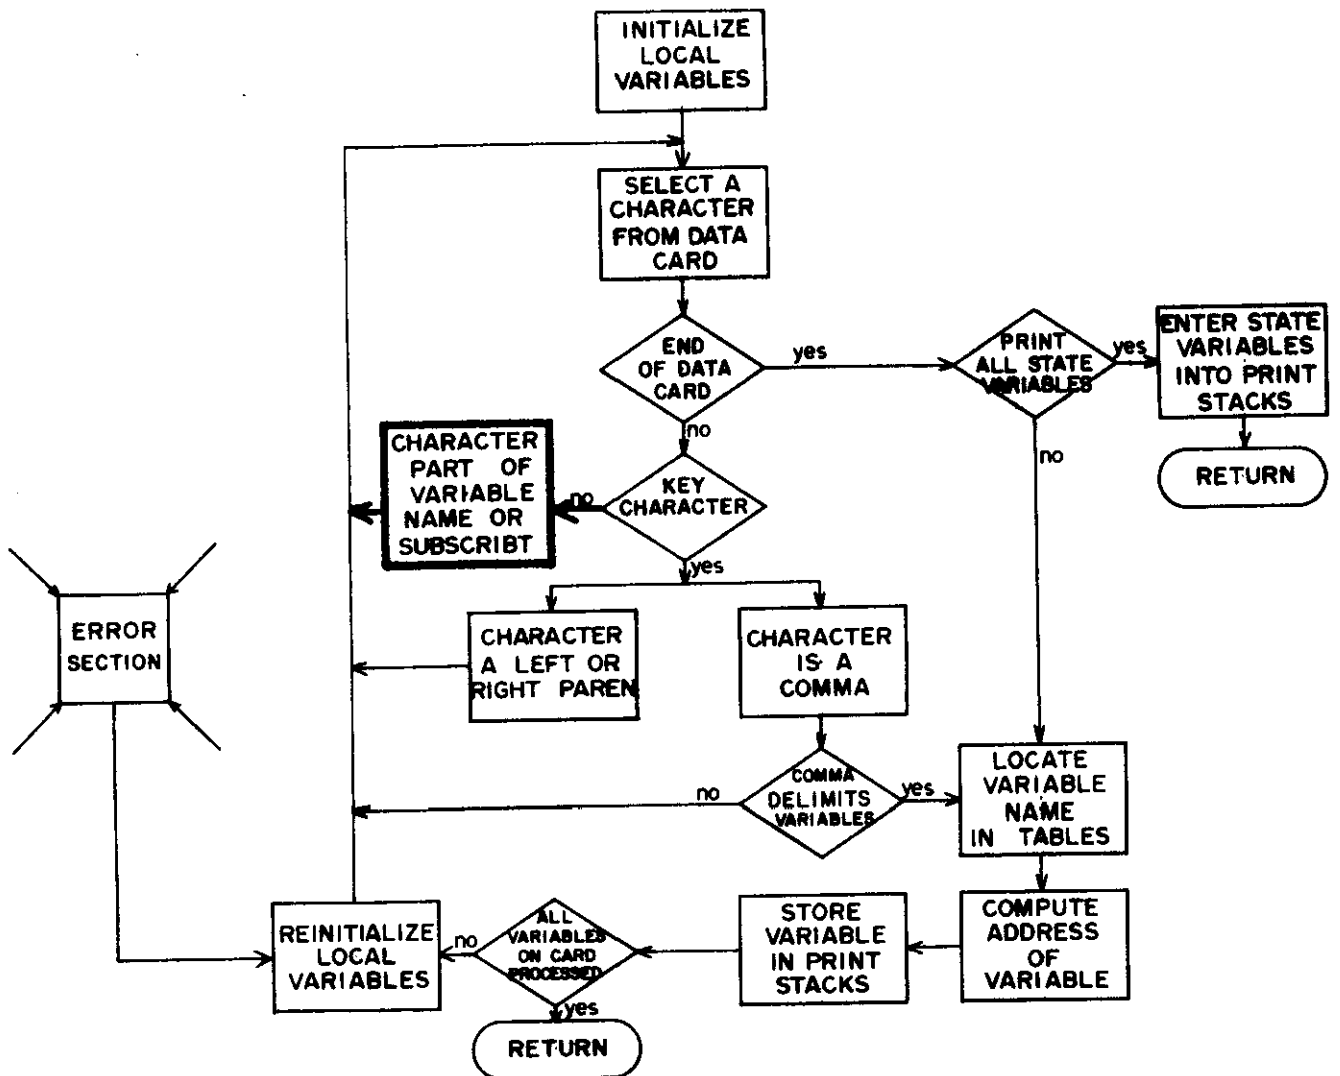 INITIALIZE
LOCAL
VARIABLES
SELECT A
CHARACTER
FROM DATA
CARD
END
OF DATA
CARD
yes
no
PRINT
ALL STATE
VARIABLES
yes
no
ENTER STATE
VARIABLES
INTO PRINT
STACKS
RETURN
KEY
CHARACTER
no
yes
CHARACTER
PART OF
VARIABLE
NAME OR
SUBSCRIBT
ERROR
SECTION
CHARACTER
A LEFT OR
RIGHT PAREN
CHARACTER
IS A
COMMA
COMMA
DELIMITS
VARIABLES
no
yes
LOCATE
VARIABLE
NAME
IN TABLES
COMPUTE
ADDRESS
OF
VARIABLE
STORE
VARIABLE
IN PRINT
STACKS
ALL
VARIABLES
ON CARD
PROCESSED
no
yes
REINITIALIZE
LOCAL
VARIABLES
RETURN